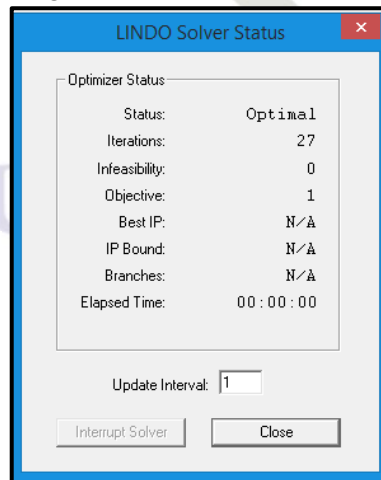 LINDO Solver Status
Optimizer Status
Status: Optimal
Iterations: 27
Infeasibility: 0
Objective: 1
Best IP: N/A
IP Bound: N/A
Branches: N/A
Elapsed Time: 00:00:00
Update Interval: 1
Interrupt Solver Close